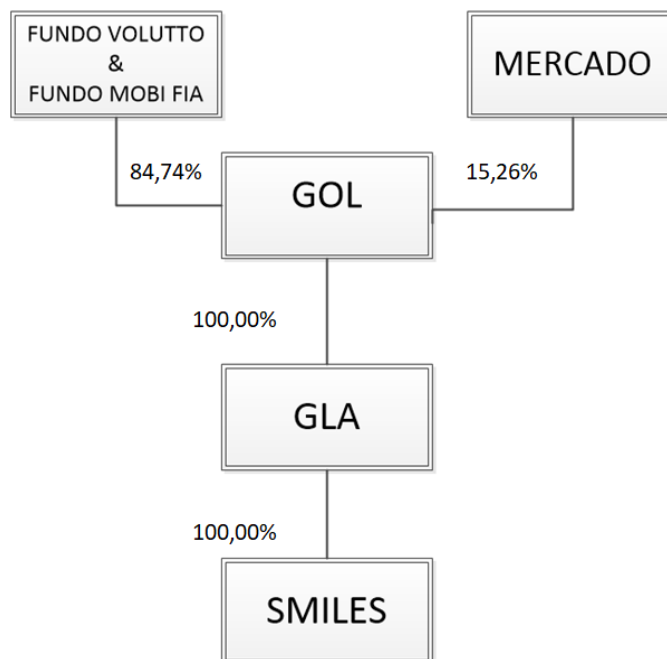 FUNDO VOLUTTO
&
FUNDO MOBI FIA
MERCADO
84,74%
15,26%
GOL
100,00%
GLA
100,00%
SMILES